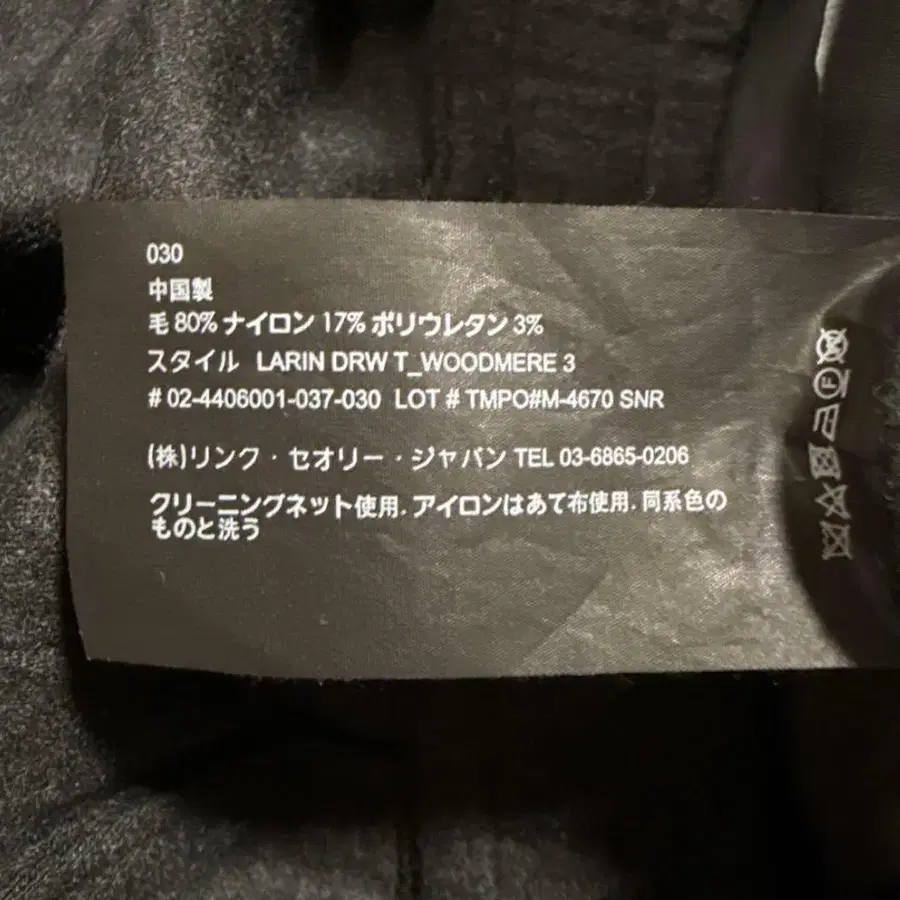 030
中国製
毛 80% ナイロン 17% ポリウレタン 3%
スタイル LARIN DRW T_WOODMERE 3
# 02-4406001-037-030 LOT # TMPO#M-4670 SNR
(株)リンク・セオリー・ジャパン TEL 03-6865-0206
クリーニングネット使用. アイロンはあて布使用. 同系色の
ものと洗う